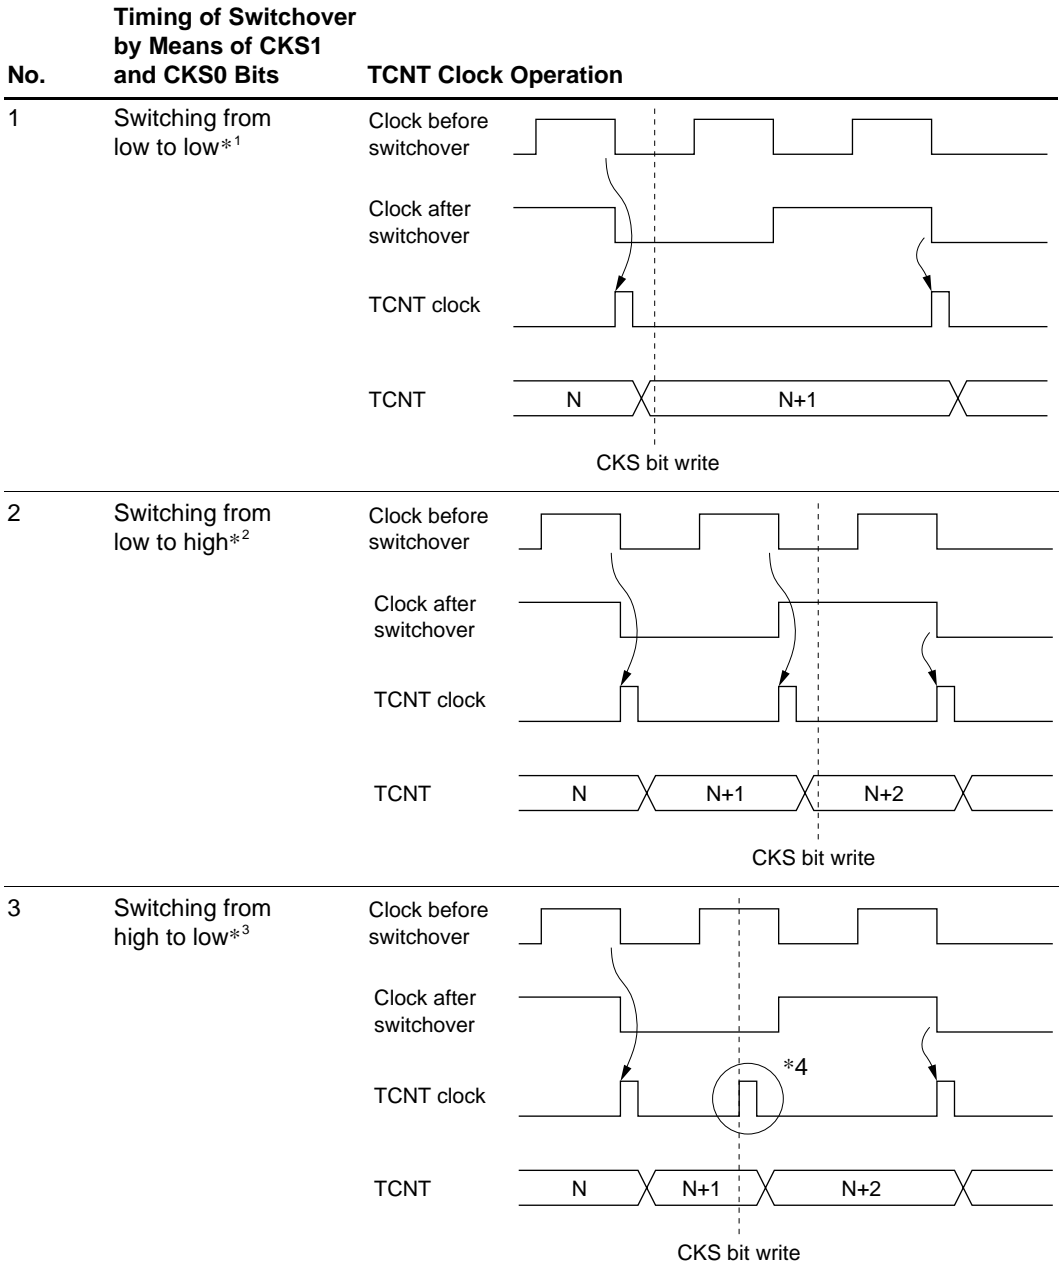 No.
Timing of Switchover
by Means of CKS1
and CKS0 Bits
TCNT Clock Operation
1
Switching from
low to low*1
Clock before
switchover
Clock after
switchover
TCNT clock
TCNT
N
N+1
CKS bit write
2
Switching from
low to high*2
Clock before
switchover
Clock after
switchover
TCNT clock
TCNT
N
N+1
N+2
CKS bit write
3
Switching from
high to low*3
Clock before
switchover
Clock after
switchover
*4
TCNT clock
TCNT
N
N+1
N+2
CKS bit write